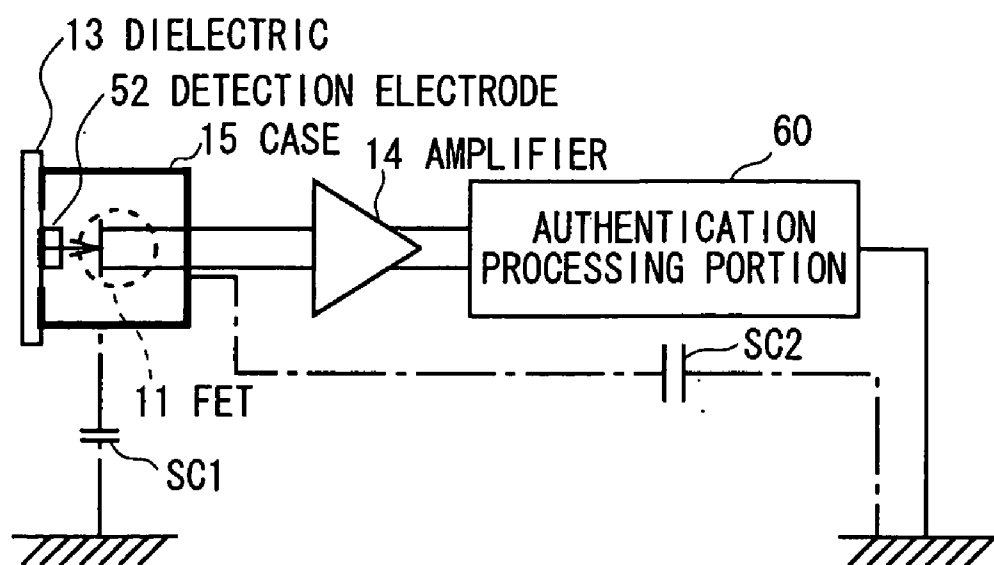 13 DIELECTRIC
52 DETECTION ELECTRODE
15 CASE
14 AMPLIFIER
60
AUTHENTICATION
PROCESSING PORTION
SC2
11 FET
SC1